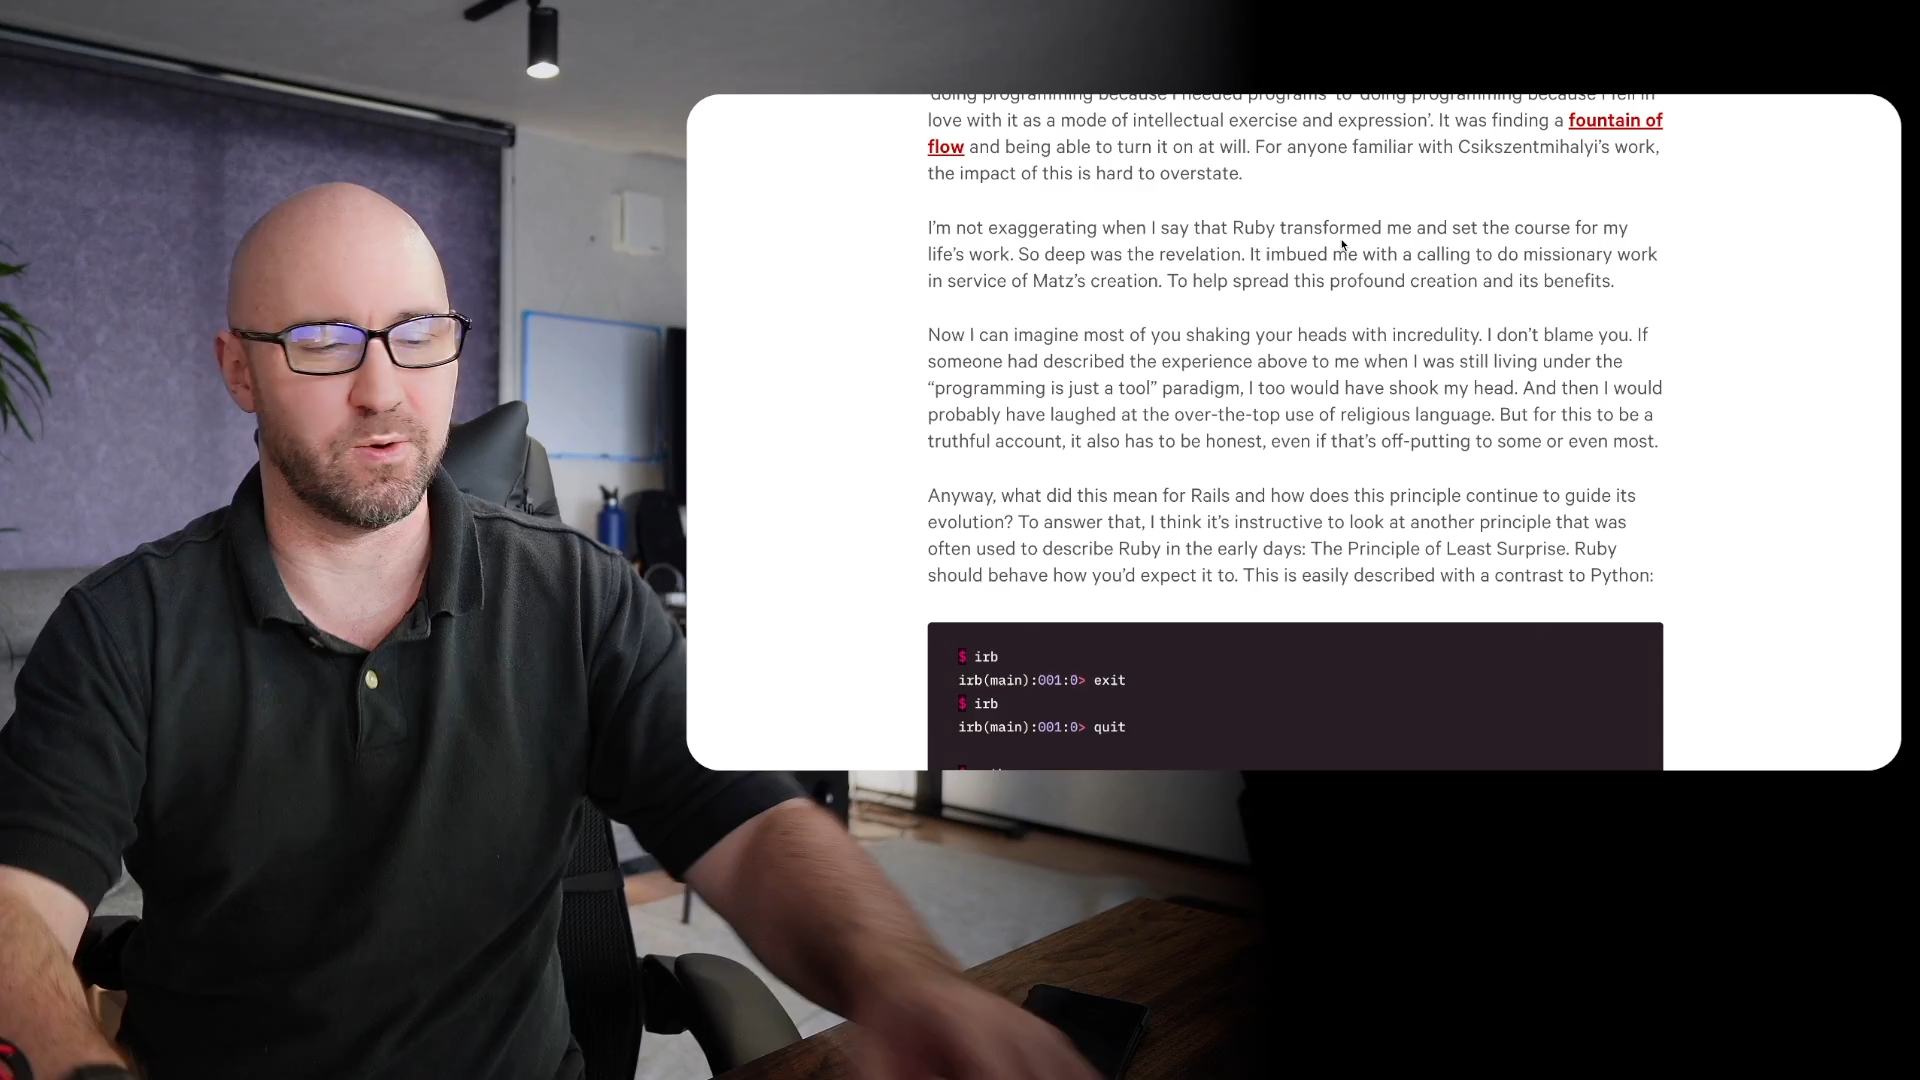 doing programming because I needed programs' to 'doing programming because I fell in
love with it as a mode of intellectual exercise and expression’. It was finding a fountain of
flow and being able to turn it on at will. For anyone familiar with Csikszentmihalyi’s work,
the impact of this is hard to overstate.
I’m not exaggerating when I say that Ruby transformed me and set the course for my
life’s work. So deep was the revelation. It imbued me with a calling to do missionary work
in service of Matz’s creation. To help spread this profound creation and its benefits.
Now I can imagine most of you shaking your heads with incredulity. I don’t blame you. If
someone had described the experience above to me when I was still living under the
“programming is just a tool” paradigm, I too would have shook my head. And then I would
probably have laughed at the over-the-top use of religious language. But for this to be a
truthful account, it also has to be honest, even if that’s off-putting to some or even most.
Anyway, what did this mean for Rails and how does this principle continue to guide its
evolution? To answer that, I think it’s instructive to look at another principle that was
often used to describe Ruby in the early days: The Principle of Least Surprise. Ruby
should behave how you’d expect it to. This is easily described with a contrast to Python:
$ irb
irb(main):001:0> exit
$ irb
irb(main):001:0> quit